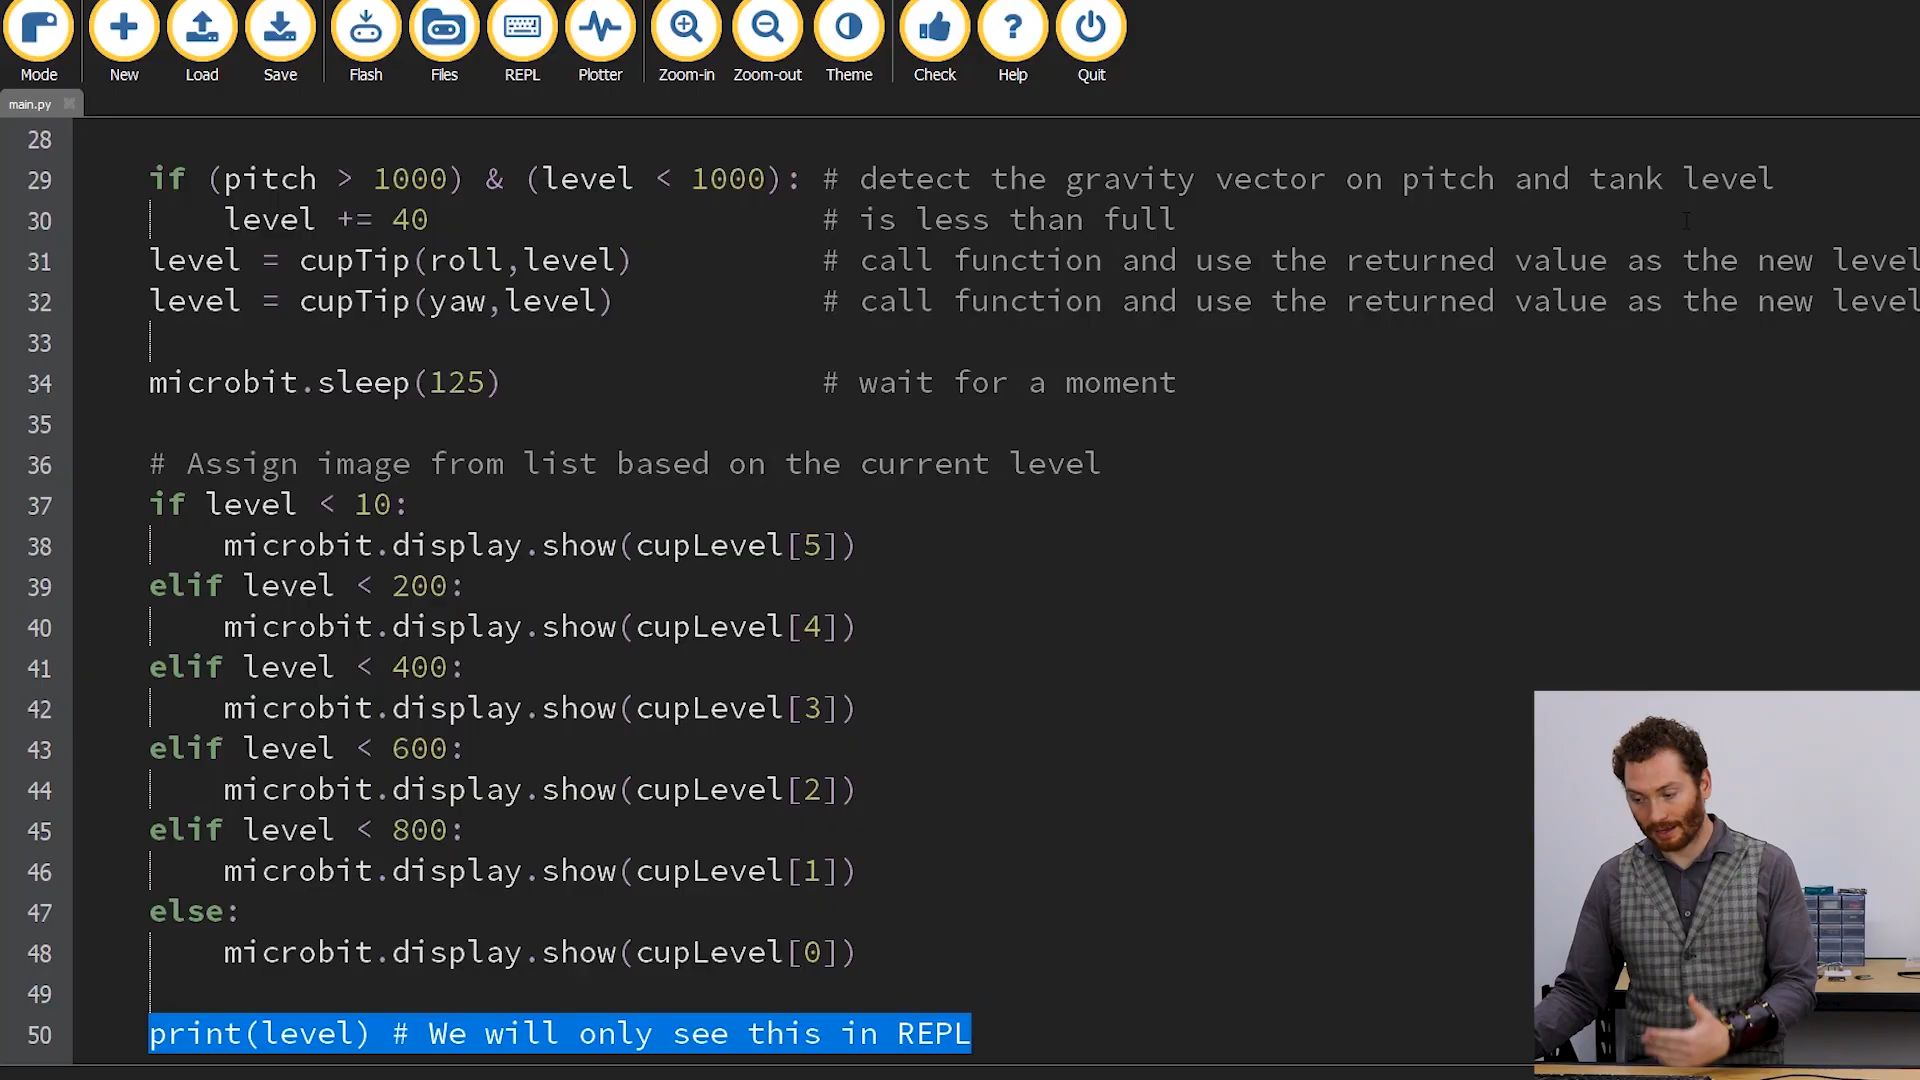 Mode New Load Save Flash Files REPL Plotter Zoom-in Zoom-out Theme Check Help Quit
main.py
28
29 if (pitch > 1000) & (level < 1000): # detect the gravity vector on pitch and tank level
30 level += 40 # is less than full
31 level = cupTip(roll,level) # call function and use the returned value as the new level
32 level = cupTip(yaw,level) # call function and use the returned value as the new level
33
34 microbit.sleep(125) # wait for a moment
35
36 # Assign image from list based on the current level
37 if level < 10:
38 microbit.display.show(cupLevel[5])
39 elif level < 200:
40 microbit.display.show(cupLevel[4])
41 elif level < 400:
42 microbit.display.show(cupLevel[3])
43 elif level < 600:
44 microbit.display.show(cupLevel[2])
45 elif level < 800:
46 microbit.display.show(cupLevel[1])
47 else:
48 microbit.display.show(cupLevel[0])
49
50 print(level) # We will only see this in REPL